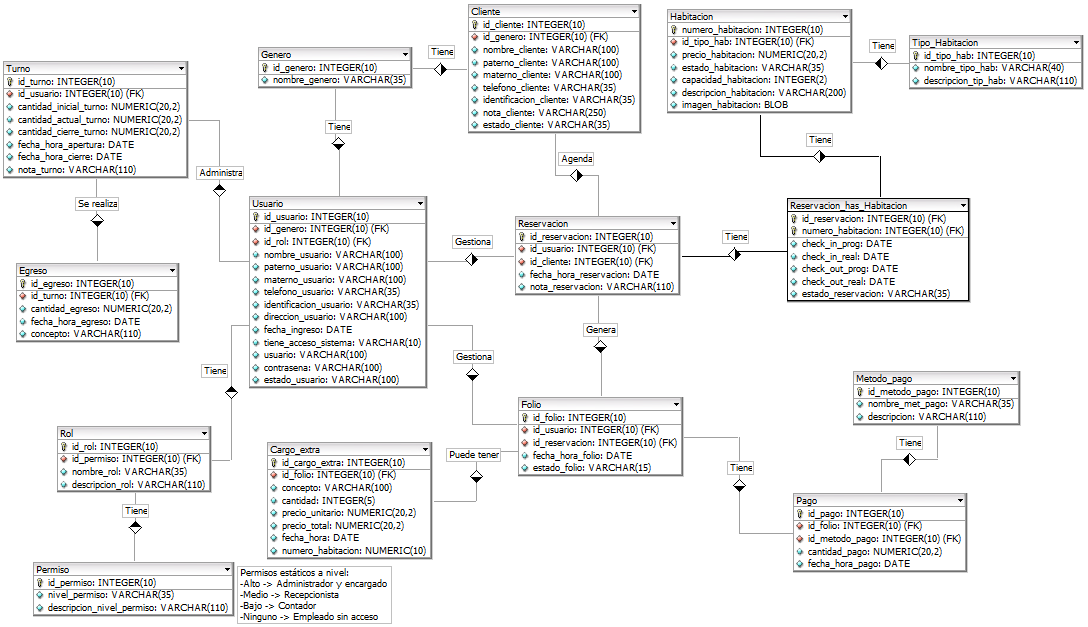 Cliente
id_cliente: INTEGER(10)
id_genero: INTEGER(10) (FK)
nombre_cliente: VARCHAR(100)
paterno_cliente: VARCHAR(100)
materno_cliente: VARCHAR(100)
telefono_cliente: VARCHAR(35)
identificacion_cliente: VARCHAR(35)
nota_cliente: VARCHAR(250)
estado_cliente: VARCHAR(35)
Habitacion
numero_habitacion: INTEGER(10)
id_tipo_hab: INTEGER(10) (FK)
precio_habitacion: NUMERIC(20,2)
estado_habitacion: VARCHAR(35)
capacidad_habitacion: INTEGER(2)
descripcion_habitacion: VARCHAR(200)
imagen_habitacion: BLOB
Tiene
Tipo_Habitacion
id_tipo_hab: INTEGER(10)
nombre_tipo_hab: VARCHAR(40)
descripcion_tip_hab: VARCHAR(110)
Genero
id_genero: INTEGER(10)
nombre_genero: VARCHAR(35)
Tiene
Turno
id_turno: INTEGER(10)
id_usuario: INTEGER(10) (FK)
cantidad_inicial_turno: NUMERIC(20,2)
cantidad_actual_turno: NUMERIC(20,2)
cantidad_cierre_turno: NUMERIC(20,2)
fecha_hora_apertura: DATE
fecha_hora_cierre: DATE
nota_turno: VARCHAR(110)
Tiene
Tiene
Agenda
Administra
Se realiza
Usuario
id_usuario: INTEGER(10)
id_genero: INTEGER(10) (FK)
id_rol: INTEGER(10) (FK)
nombre_usuario: VARCHAR(100)
paterno_usuario: VARCHAR(100)
materno_usuario: VARCHAR(100)
telefono_usuario: VARCHAR(35)
identificacion_usuario: VARCHAR(35)
direccion_usuario: VARCHAR(100)
fecha_ingreso: DATE
tiene_acceso_sistema: VARCHAR(10)
usuario: VARCHAR(100)
contrasena: VARCHAR(100)
estado_usuario: VARCHAR(100)
Gestiona
Reservacion
id_reservacion: INTEGER(10)
id_usuario: INTEGER(10) (FK)
id_cliente: INTEGER(10) (FK)
fecha_hora_reservacion: DATE
nota_reservacion: VARCHAR(110)
Tiene
Reservacion_has_Habitacion
id_reservacion: INTEGER(10) (FK)
numero_habitacion: INTEGER(10) (FK)
check_in_prog: DATE
check_in_real: DATE
check_out_prog: DATE
check_out_real: DATE
estado_reservacion: VARCHAR(35)
Egreso
id_egreso: INTEGER(10)
id_turno: INTEGER(10) (FK)
cantidad_egreso: NUMERIC(20,2)
fecha_hora_egreso: DATE
concepto: VARCHAR(110)
Genera
Gestiona
Tiene
Metodo_pago
id_metodo_pago: INTEGER(10)
nombre_met_pago: VARCHAR(35)
descripcion: VARCHAR(110)
Folio
id_folio: INTEGER(10)
id_usuario: INTEGER(10) (FK)
id_reservacion: INTEGER(10) (FK)
fecha_hora_folio: DATE
estado_folio: VARCHAR(15)
Rol
id_rol: INTEGER(10)
id_permiso: INTEGER(10) (FK)
nombre_rol: VARCHAR(35)
descripcion_rol: VARCHAR(110)
Cargo_extra
id_cargo_extra: INTEGER(10)
id_folio: INTEGER(10) (FK)
concepto: VARCHAR(100)
cantidad: INTEGER(5)
precio_unitario: NUMERIC(20,2)
precio_total: NUMERIC(20,2)
fecha_hora: DATE
numero_habitacion: NUMERIC(10)
Puede tener
Tiene
Tiene
Pago
id_pago: INTEGER(10)
id_folio: INTEGER(10) (FK)
id_metodo_pago: INTEGER(10) (FK)
cantidad_pago: NUMERIC(20,2)
fecha_hora_pago: DATE
Tiene
Permiso
id_permiso: INTEGER(10)
nivel_permiso: VARCHAR(35)
descripcion_nivel_permiso: VARCHAR(110)
Permisos estáticos a nivel:
-Alto -> Administrador y encargado
-Medio -> Recepcionista
-Bajo -> Contador
-Ninguno -> Empleado sin acceso